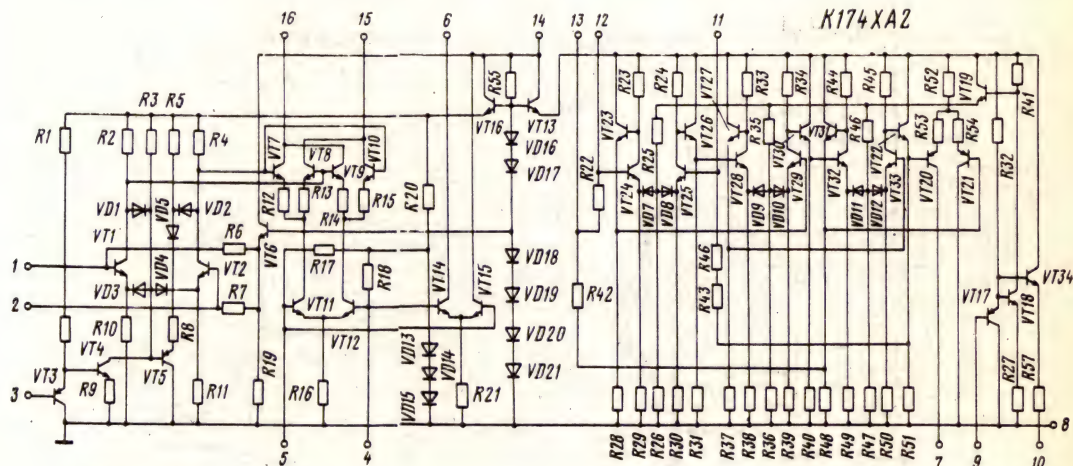 16 15 6 14 13 12 11 К174ХА2
R1 R2 R3 R5 R4
R55 R23 R24 VT27 R33 R34 R44 R45 R52 VT19 R41
VT7 VT8 VT9 VT10 VT16 VT13
VT23 VT26 R35 R46 R53 R54
VD16
VD17
R12 R13 R14 R15 R20 R22
R25 VT30 VT22 R32
VD1 VD5 VD2
VT24 VD7 VD8 VT25 VT28 VD9 VD10 VT29 VT32 VD11 VD12 VT33 VT20 VT21
VT1 R6 VT6
R17 R18 VD18
R46
1 VD3 VD4 VT2
R7 VT14 VT15 VD19 R42 R43
VT34
2
VT11 VT12 VD20
VT17 VT18
R10 R8
VT4 VT5 VD13 VD14 VD21
VT3 R9 R11 R19 R16 VD15 R21
R27 R57
3
8
5 4
R28 R29 R26 R30 R31 R37 R38 R36 R39 R40 R48 R49 R47 R50 R51 7 9 10